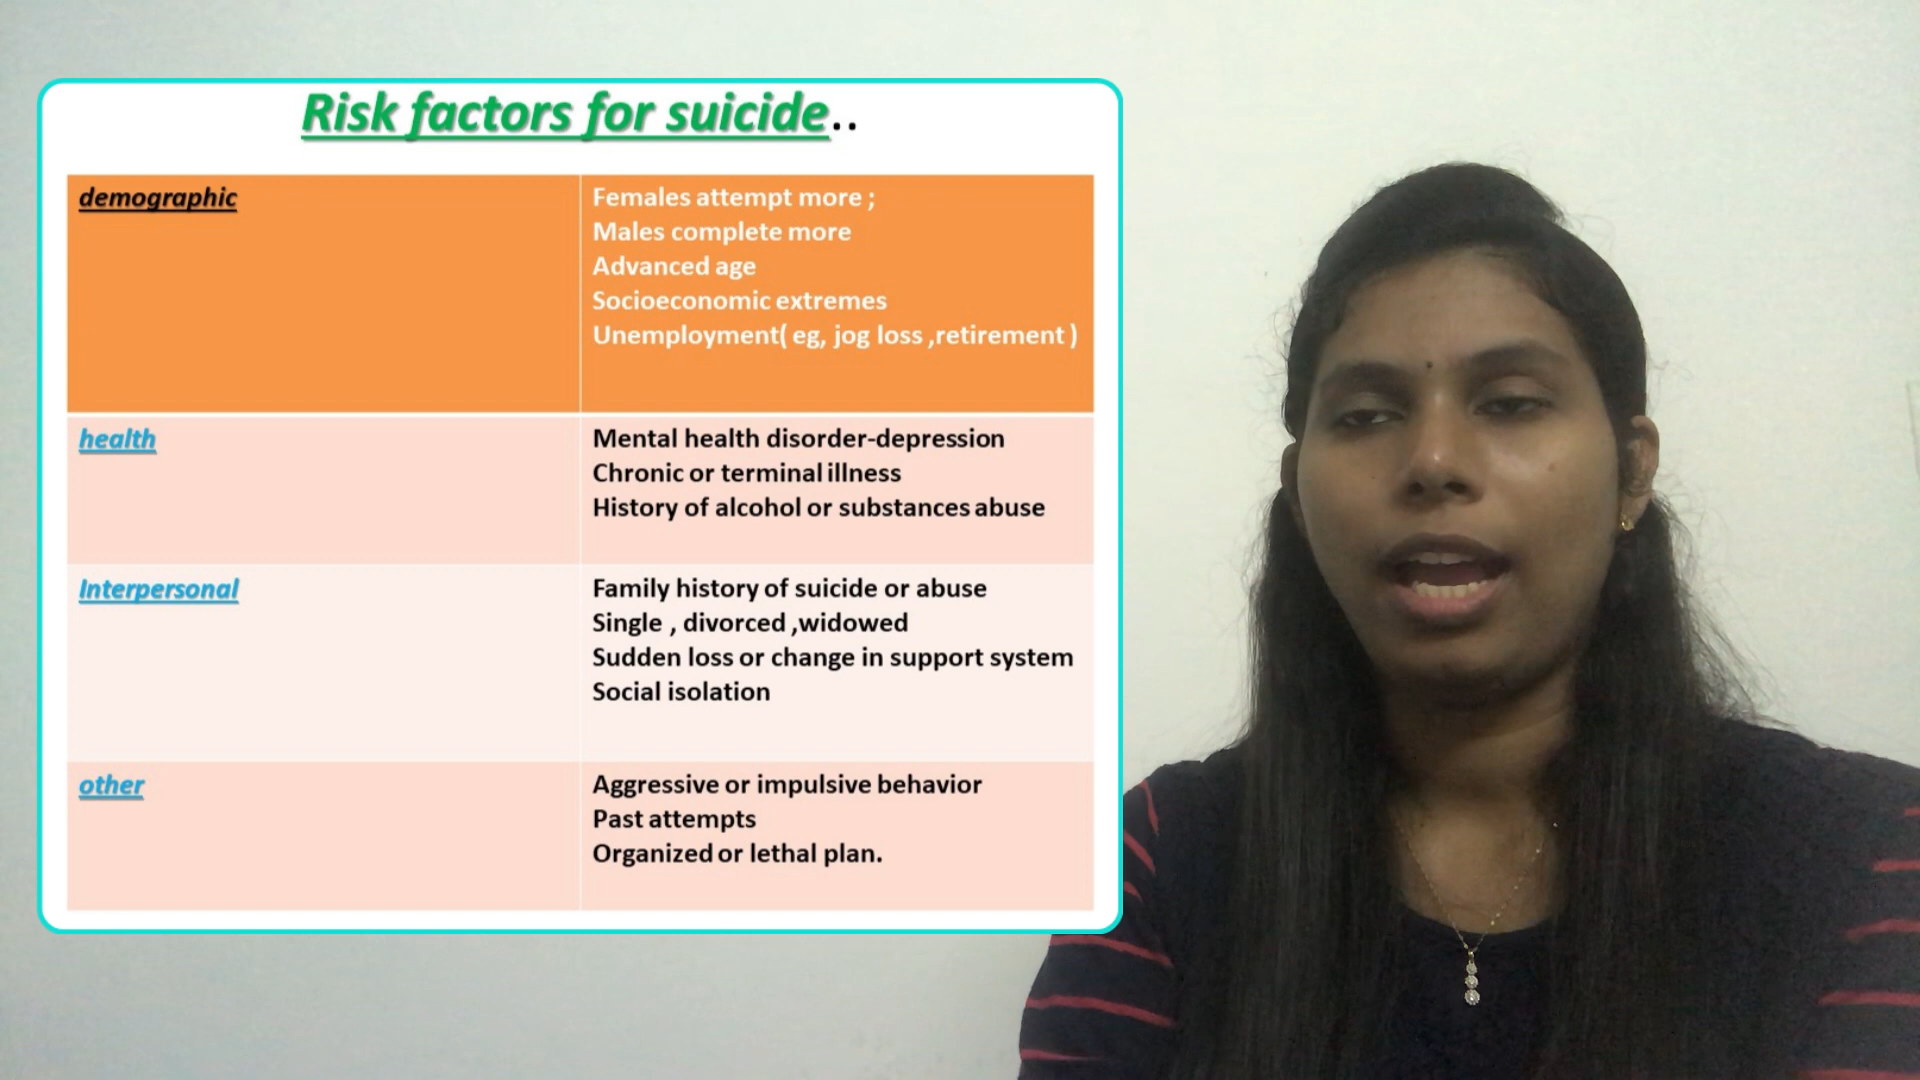 Risk factors for suicide..
demographic
Females attempt more ;
Males complete more
Advanced age
Socioeconomic extremes
Unemployment( eg, jog loss ,retirement )
health
Mental health disorder-depression
Chronic or terminal illness
History of alcohol or substances abuse
Interpersonal
Family history of suicide or abuse
Single , divorced ,widowed
Sudden loss or change in support system
Social isolation
other
Aggressive or impulsive behavior
Past attempts
Organized or lethal plan.